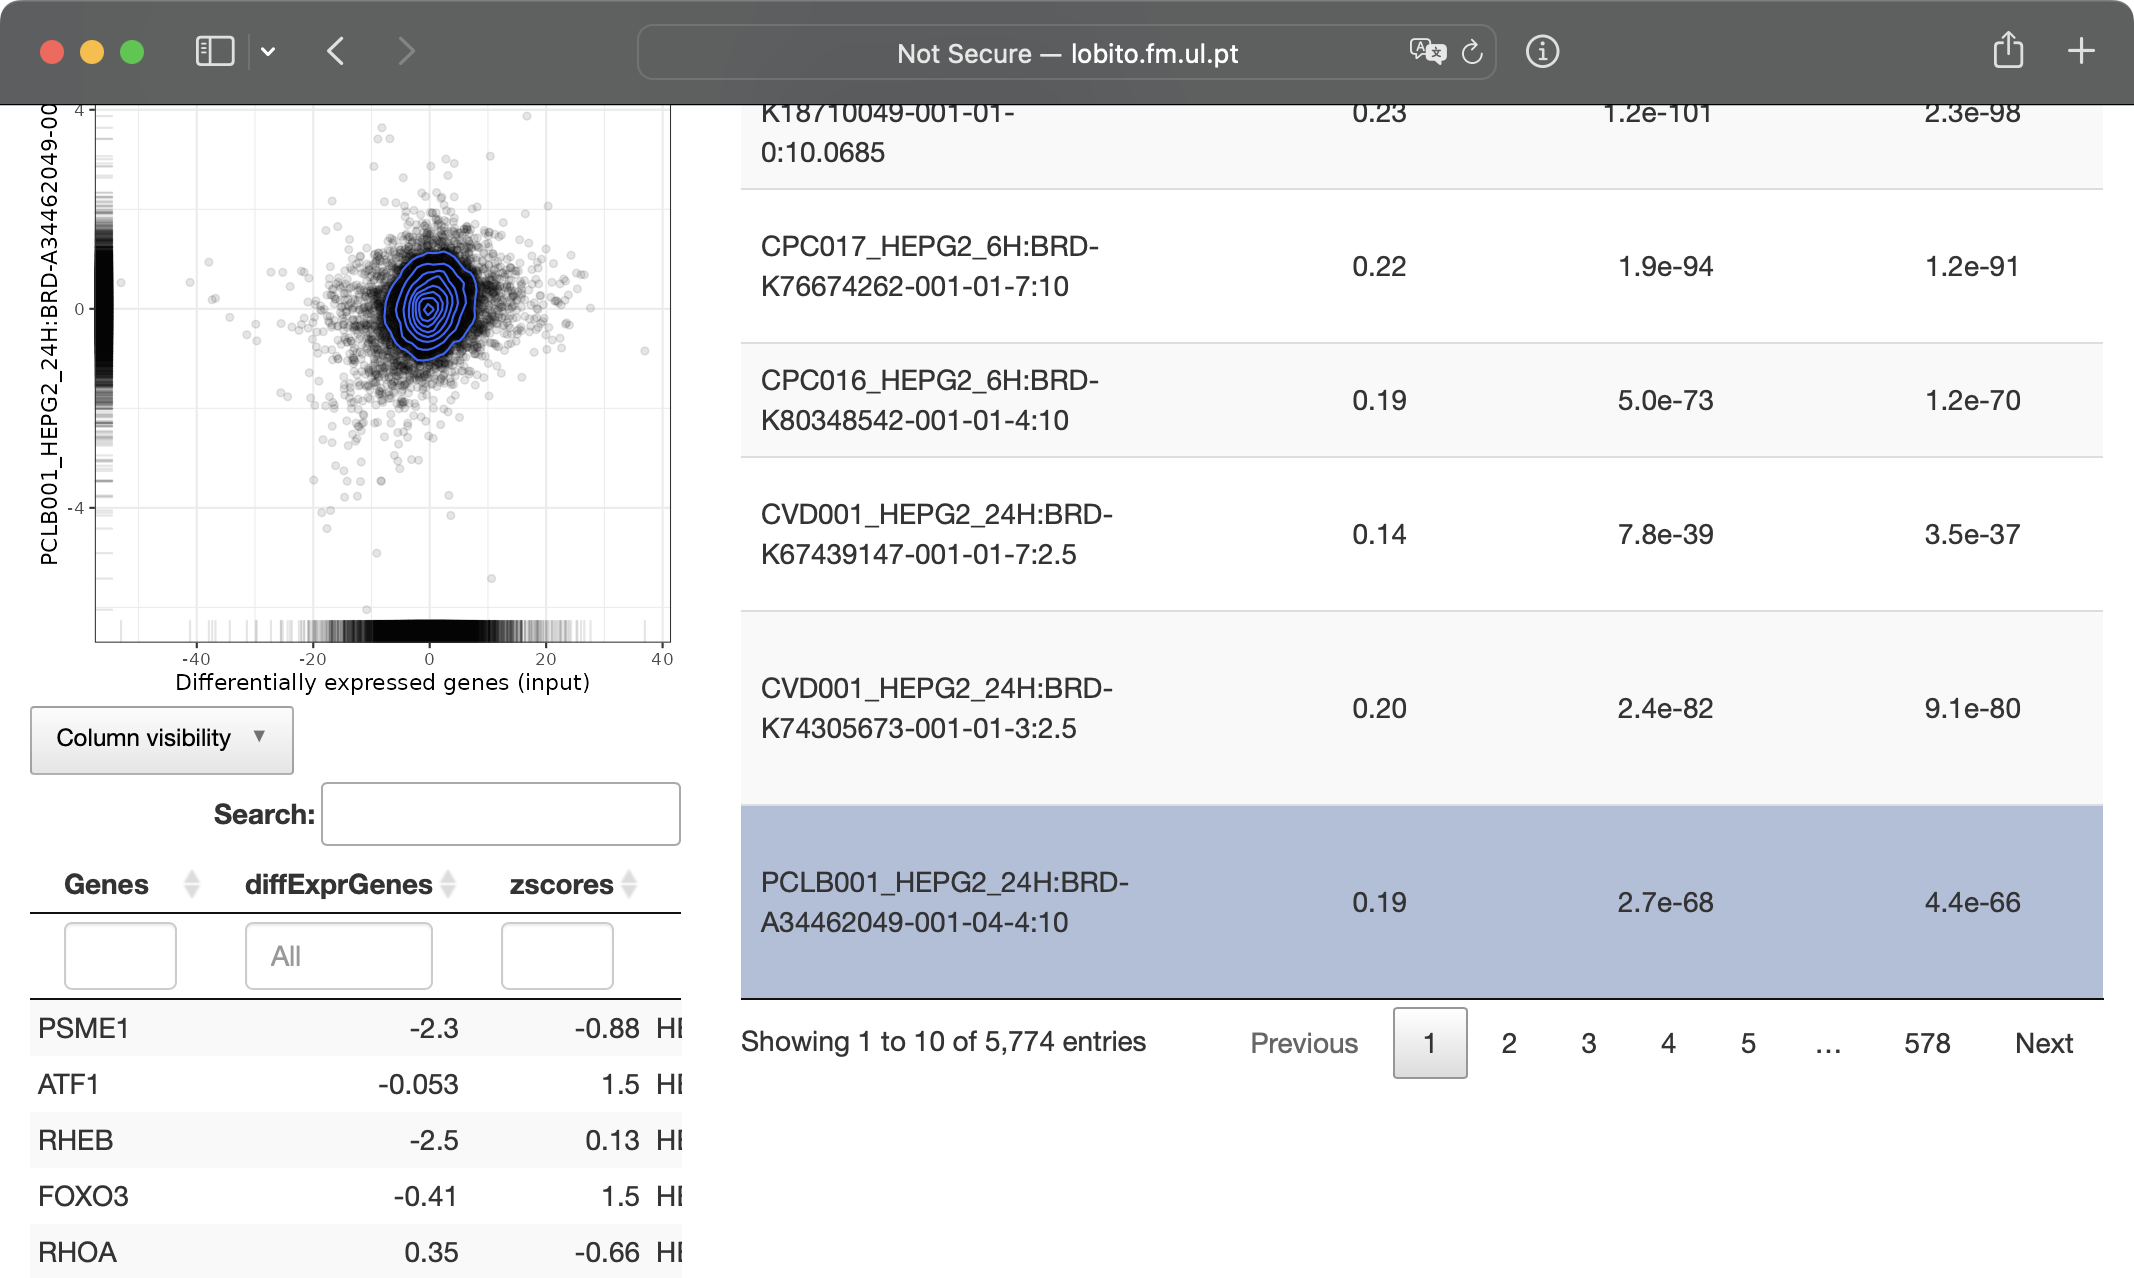 Not Secure — lobito.fm.ul.pt
PCLB001_HEPG2_24H:BRD-A34462049-00
4
0
-4
-40 -20 0 20 40
Differentially expressed genes (input)
Column visibility ▼
Search:
Genes diffExprGenes zscores
All
PSME1 -2.3 -0.88 HE
ATF1 -0.053 1.5 HE
RHEB -2.5 0.13 HE
FOXO3 -0.41 1.5 HE
RHOA 0.35 -0.66 HE
K18710049-001-01- 0.23 1.2e-101 2.3e-98
0:10.0685
CPC017_HEPG2_6H:BRD-
K76674262-001-01-7:10 0.22 1.9e-94 1.2e-91
CPC016_HEPG2_6H:BRD-
K80348542-001-01-4:10 0.19 5.0e-73 1.2e-70
CVD001_HEPG2_24H:BRD-
K67439147-001-01-7:2.5 0.14 7.8e-39 3.5e-37
CVD001_HEPG2_24H:BRD-
K74305673-001-01-3:2.5 0.20 2.4e-82 9.1e-80
PCLB001_HEPG2_24H:BRD-
A34462049-001-04-4:10 0.19 2.7e-68 4.4e-66
Showing 1 to 10 of 5,774 entries Previous 1 2 3 4 5 … 578 Next